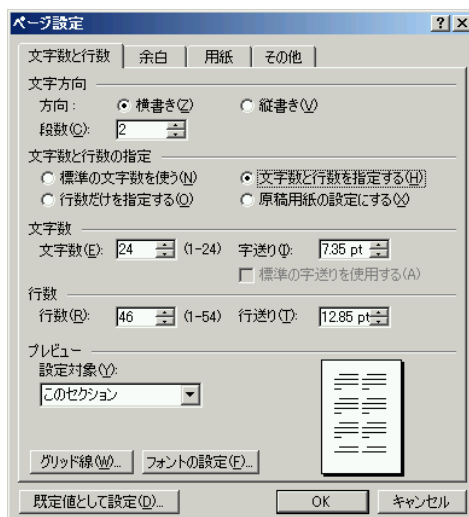 ページ設定
文字数と行数 余白 用紙 その他
文字方向
方向: 横書き(Z) 縦書き(V)
段数(C): 2
文字数と行数の指定
標準の文字数を使う(N) 文字数と行数を指定する(H)
行数だけを指定する(O) 原稿用紙の設定にする(X)
文字数
文字数(E): 24 (1-24) 字送り(I): 7.35 pt
標準の字送りを使用する(A)
行数
行数(R): 46 (1-54) 行送り(T): 12.85 pt
プレビュー
設定対象(Y):
このセクション
グリッド線(W)... フォントの設定(F)...
既定値として設定(D)... OK キャンセル